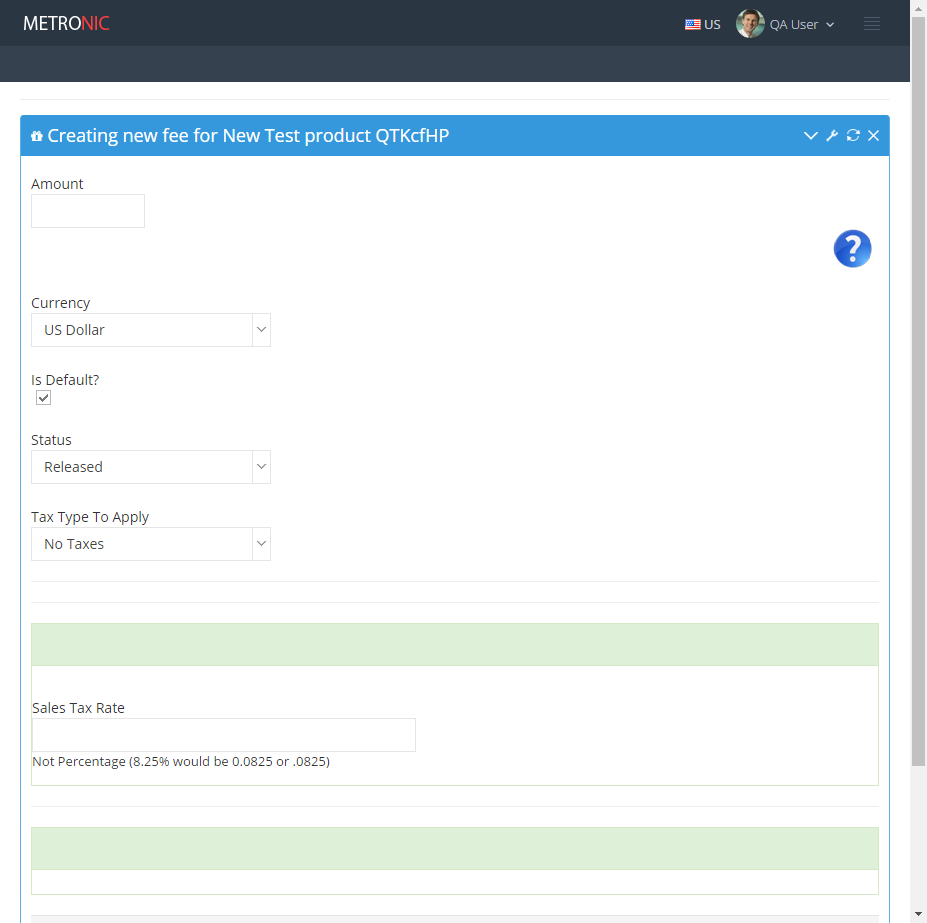 METRONIC
US
QA User
Creating new fee for New Test product QTKcfHP
Amount
?
Currency
US Dollar
Is Default?
Status
Released
Tax Type To Apply
No Taxes
Sales Tax Rate
Not Percentage (8.25% would be 0.0825 or .0825)